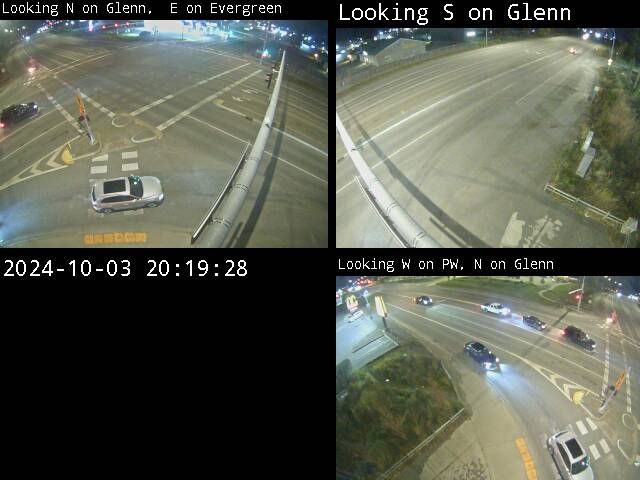 Looking N on Glenn, E on Evergreen
Looking S on Glenn
2024-10-03 20:19:28
Looking W on PW, N on Glenn